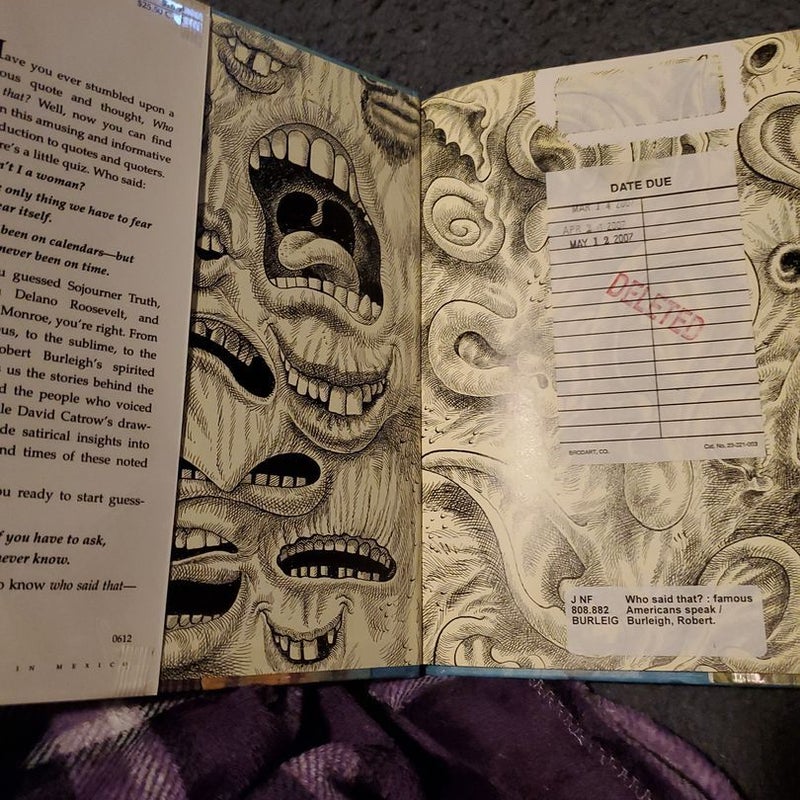 $25.50 C
Have you ever stumbled upon a
ous quote and thought, Who
that? Well, now you can find
n this amusing and informative
duction to quotes and quoters.
re's a little quiz. Who said:
n't I a woman?
only thing we have to fear
ear itself.
been on calendars—but
never been on time.
u guessed Sojourner Truth,
Delano Roosevelt, and
Monroe, you're right. From
ous, to the sublime, to the
obert Burleigh's spirited
us the stories behind the
d the people who voiced
le David Catrow's draw-
de satirical insights into
nd times of these noted
ou ready to start guess-
f you have to ask,
never know.
o know who said that—
0612
IN MEXICO
DATE DUE
MAR 1 4 2007
APR 2 2007
MAY 1 2 2007
DELETED
BRODART, CO.
Cat. No. 23-221-003
J NF Who said that? : famous
808.882 Americans speak /
BURLEIG Burleigh, Robert.